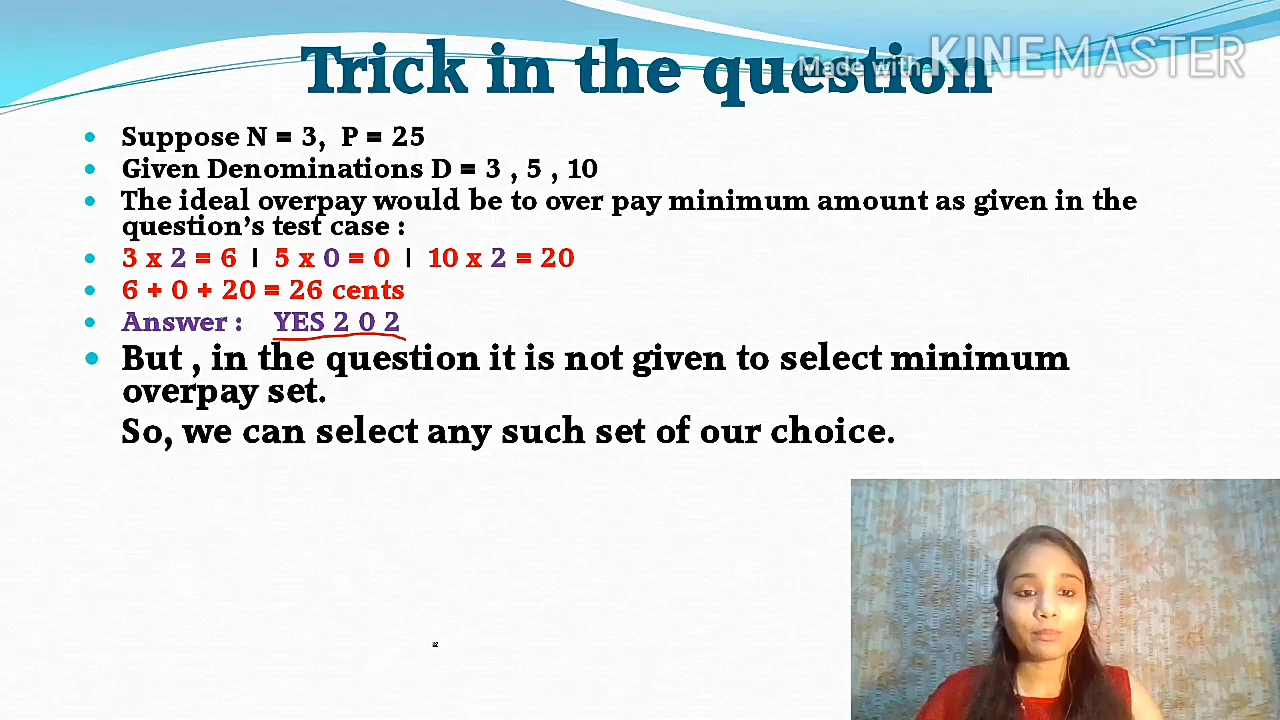 Trick in the question
Made with KINEMASTER
• Suppose N = 3, P = 25
• Given Denominations D = 3 , 5 , 10
• The ideal overpay would be to over pay minimum amount as given in the
question's test case :
• 3 x 2 = 6 | 5 x 0 = 0 | 10 x 2 = 20
• 6 + 0 + 20 = 26 cents
• Answer : YES 2 0 2
• But , in the question it is not given to select minimum
overpay set.
So, we can select any such set of our choice.